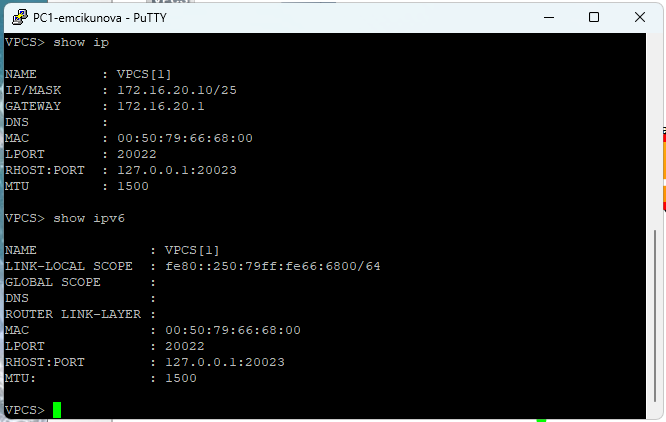 PC1-emcikunova - PuTTY
VPCS> show ip
NAME : VPCS[1]
IP/MASK : 172.16.20.10/25
GATEWAY : 172.16.20.1
DNS :
MAC : 00:50:79:66:68:00
LPORT : 20022
RHOST:PORT : 127.0.0.1:20023
MTU : 1500
VPCS> show ipv6
NAME : VPCS[1]
LINK-LOCAL SCOPE : fe80::250:79ff:fe66:6800/64
GLOBAL SCOPE :
DNS :
ROUTER LINK-LAYER :
MAC : 00:50:79:66:68:00
LPORT : 20022
RHOST:PORT : 127.0.0.1:20023
MTU: : 1500
VPCS>